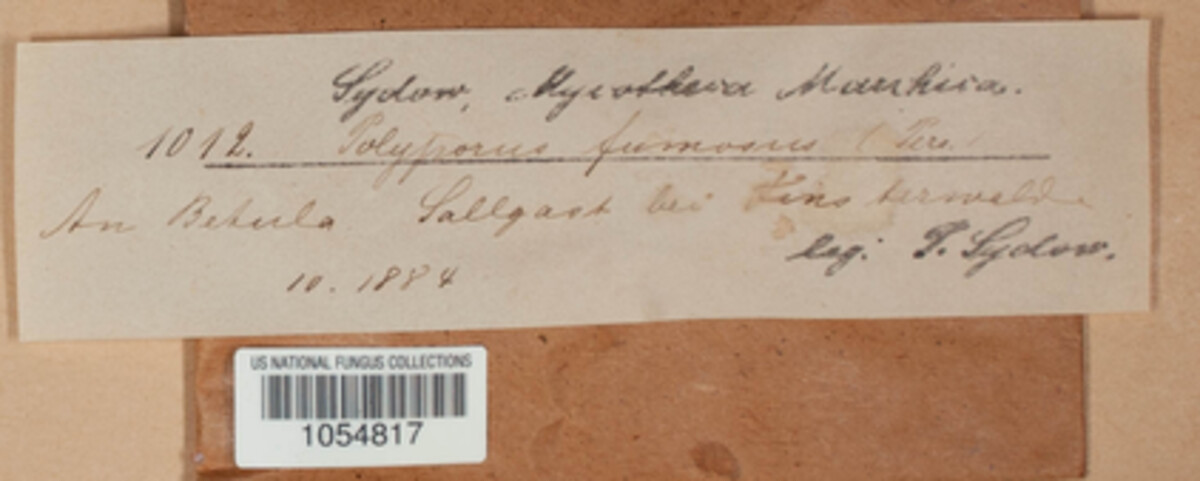 Sydow, Mycotheca Marchica.
1012. Polyporus fumosus (Pers.
An Betula Sallgast bei Finsterwalde
leg. P. Sydow.
10. 1884
US NATIONAL FUNGUS COLLECTIONS
1054817